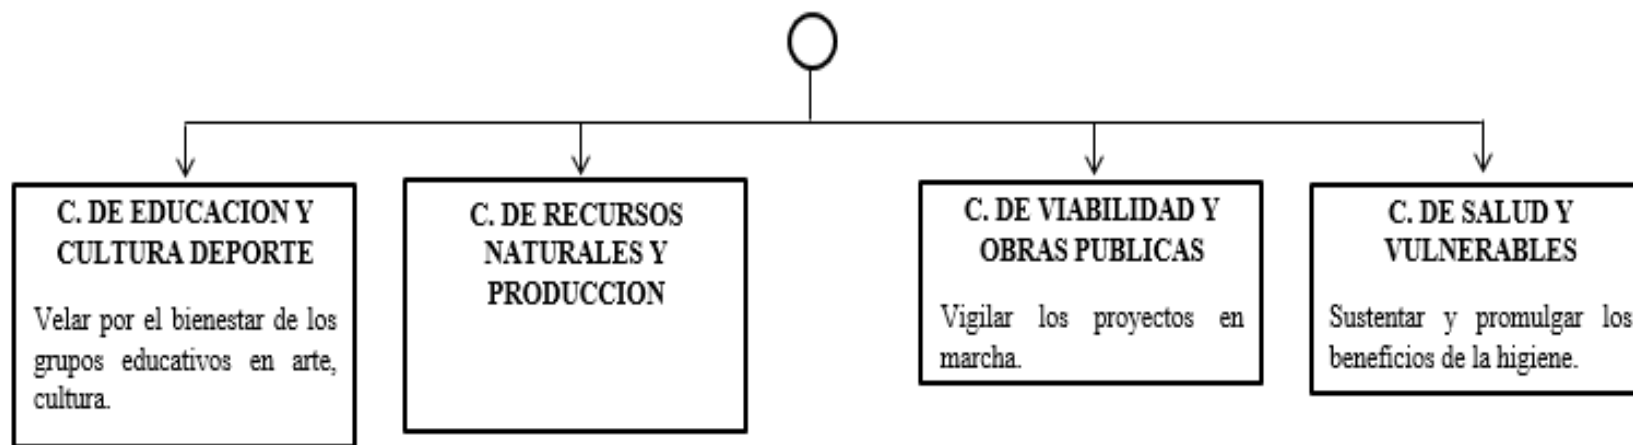 C. DE EDUCACION Y
CULTURA DEPORTE
Velar por el bienestar de los
grupos educativos en arte,
cultura.
C. DE RECURSOS
NATURALES Y
PRODUCCION
C. DE VIABILIDAD Y
OBRAS PUBLICAS
Vigilar los proyectos en
marcha.
C. DE SALUD Y
VULNERABLES
Sustentar y promulgar los
beneficios de la higiene.